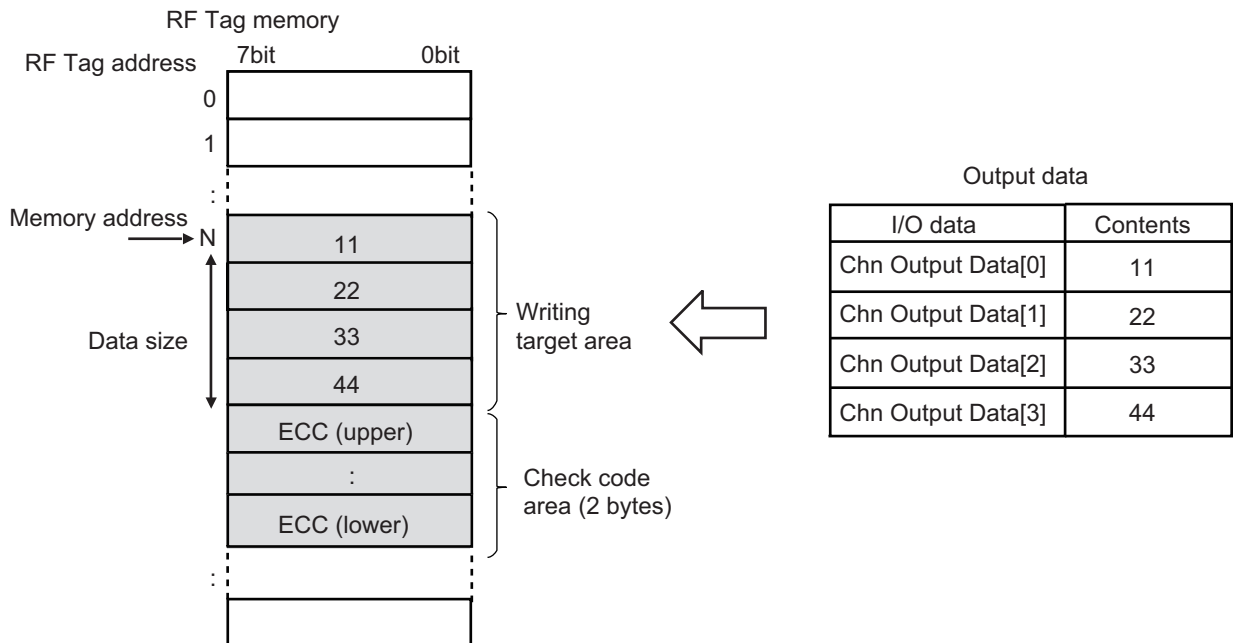 RF Tag memory
RF Tag address
7bit 0bit
0
1
:
Memory address
N
11
22
33
44
Data size
Writing
target area
ECC (upper)
:
ECC (lower)
Check code
area (2 bytes)
:
Output data
I/O data Contents
Chn Output Data[0] 11
Chn Output Data[1] 22
Chn Output Data[2] 33
Chn Output Data[3] 44